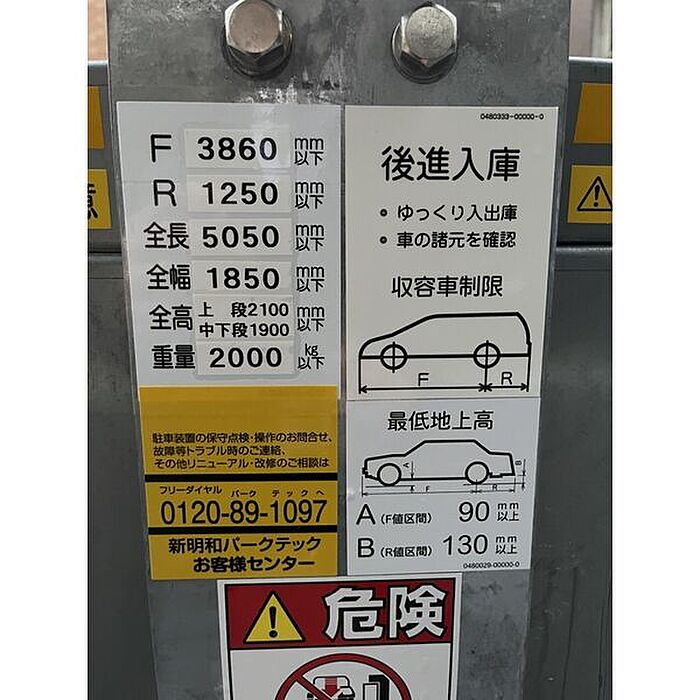 F 3860 mm以下
R 1250 mm以下
全長 5050 mm以下
全幅 1850 mm以下
全高 上 段2100 中下段1900 mm以下
重量 2000 kg以下
駐車装置の保守点検・操作のお問合せ、
故障等トラブル時のご連絡、
その他リニューアル・改修のご相談は
フリーダイヤル パーク テックへ
0120-89-1097
新明和パークテック
お客様センター
0480333-00000-0
後進入庫
• ゆっくり入出庫
• 車の諸元を確認
収容車制限
F R
最低地上高
A B
F R
A (F値区間) 90 mm以上
B (R値区間) 130 mm以上
0480029-00000-0
意
危険